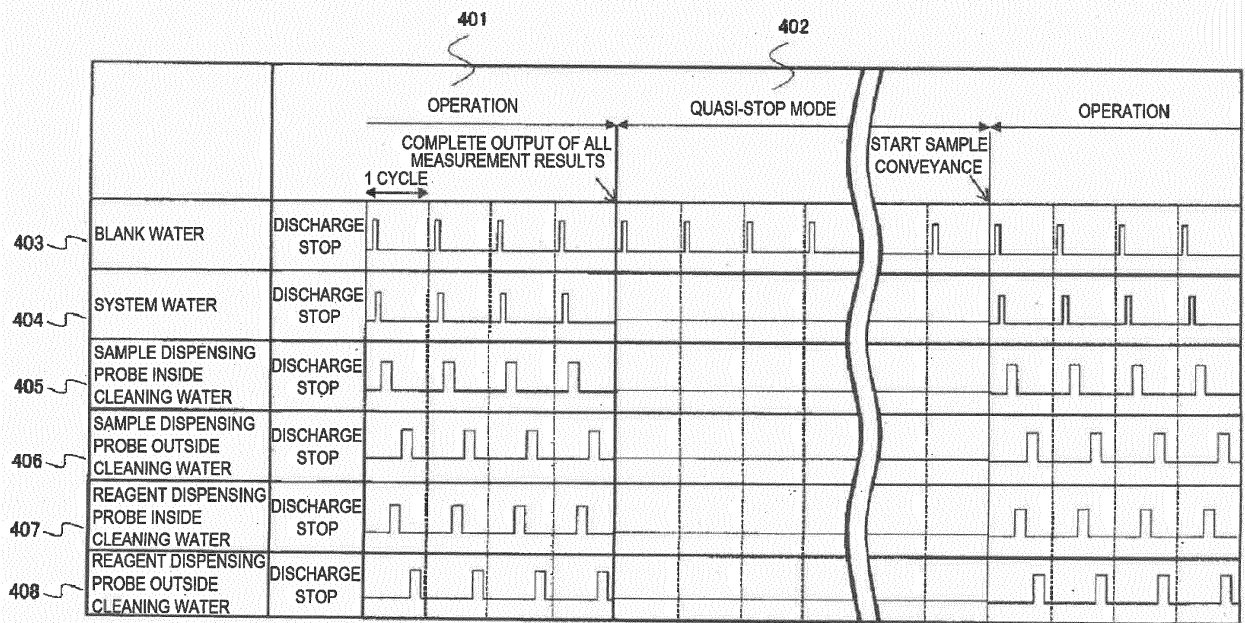 401
402
OPERATION
QUASI-STOP MODE
OPERATION
COMPLETE OUTPUT OF ALL
MEASUREMENT RESULTS
START SAMPLE
CONVEYANCE
1 CYCLE
403
BLANK WATER
DISCHARGE
STOP
404
SYSTEM WATER
DISCHARGE
STOP
405
SAMPLE DISPENSING
PROBE INSIDE
CLEANING WATER
DISCHARGE
STOP
406
SAMPLE DISPENSING
PROBE OUTSIDE
CLEANING WATER
DISCHARGE
STOP
407
REAGENT DISPENSING
PROBE INSIDE
CLEANING WATER
DISCHARGE
STOP
408
REAGENT DISPENSING
PROBE OUTSIDE
CLEANING WATER
DISCHARGE
STOP